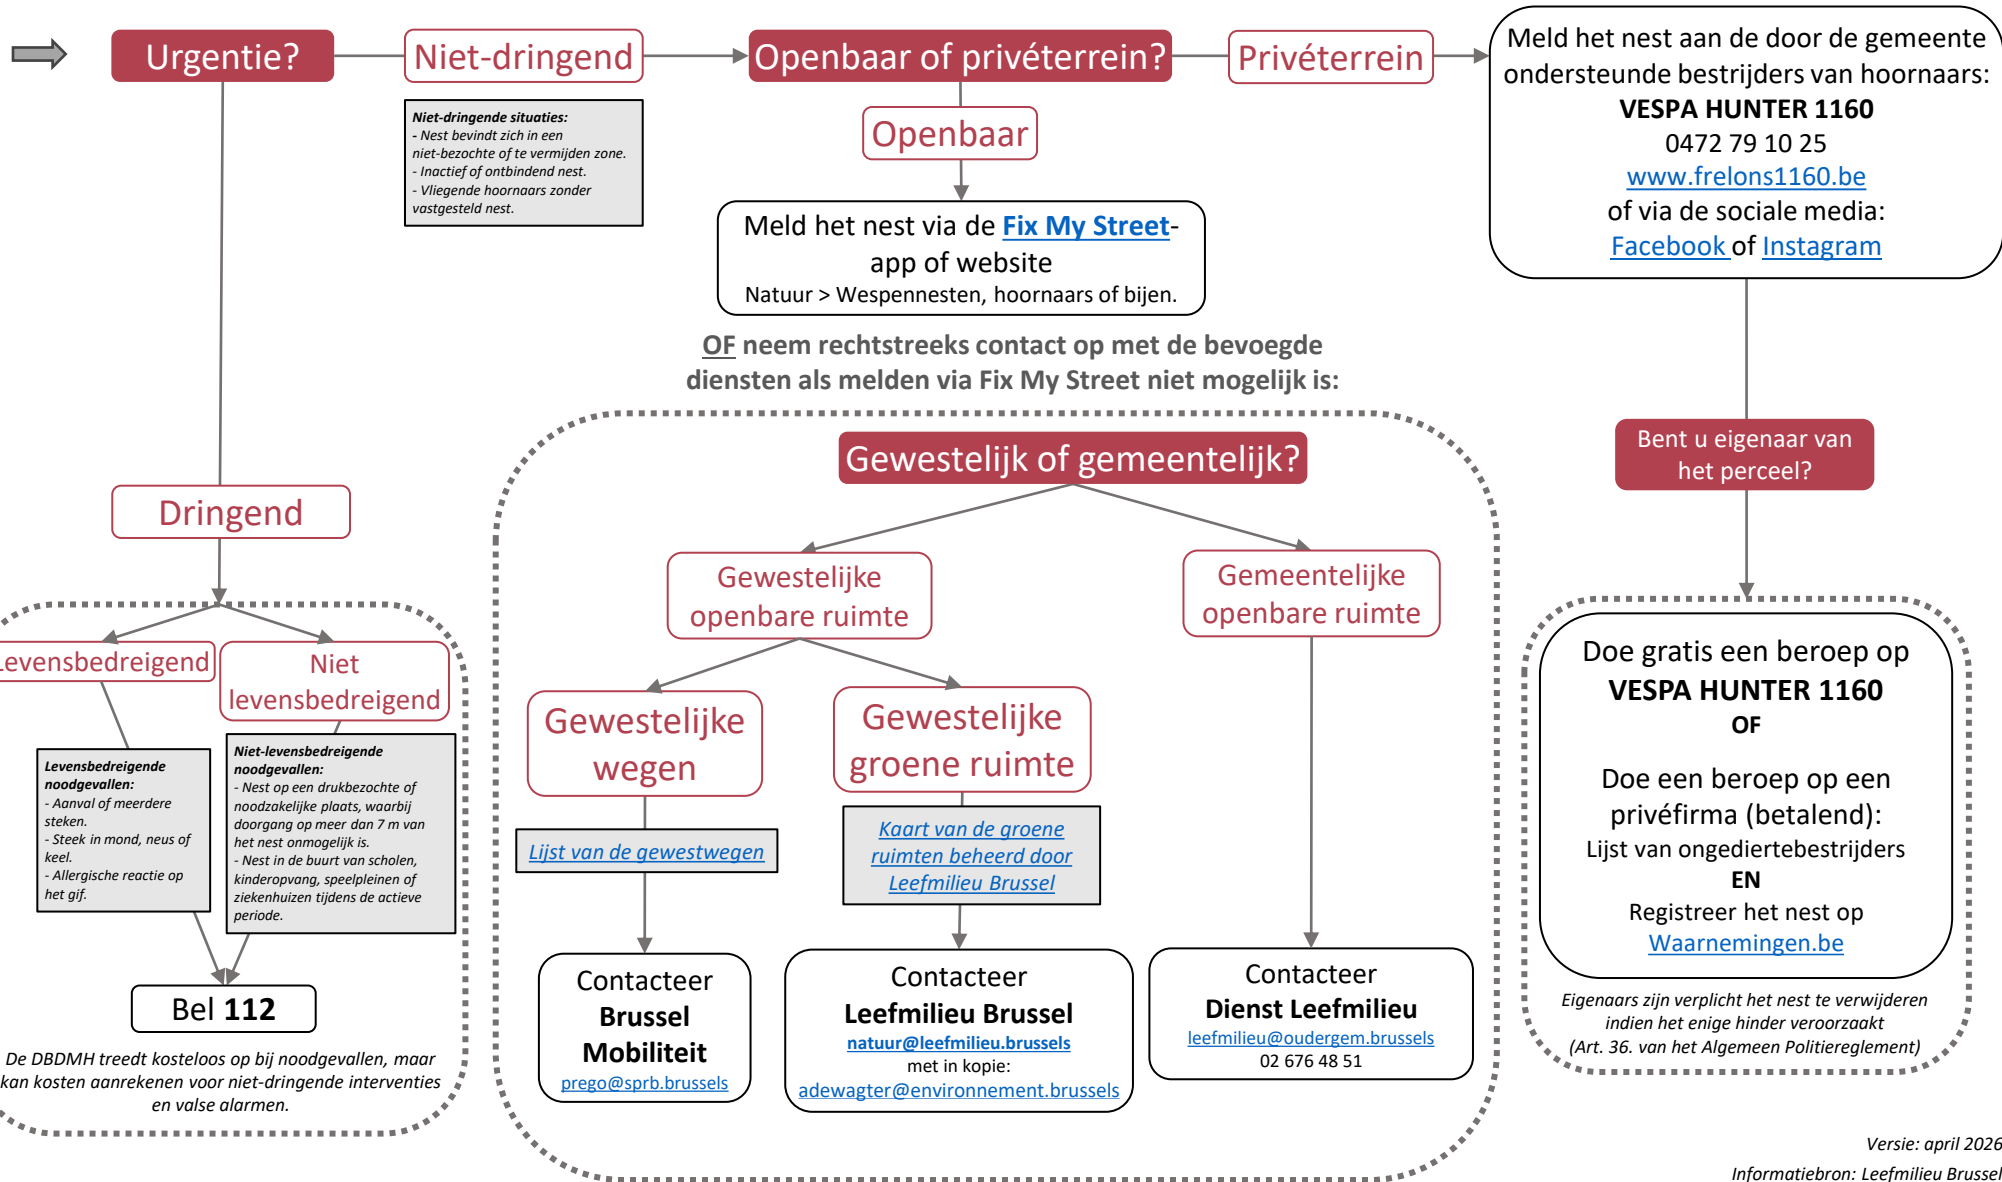 Urgentie?
Niet-dringend
Openbaar of privéterrein?
Privéterrein
Meld het nest aan de door de gemeente
ondersteunde bestrijders van hoornaars:
VESPA HUNTER 1160
0472 79 10 25
www.frelons1160.be
of via de sociale media:
Facebook of Instagram
Niet-dringende situaties:
- Nest bevindt zich in een
niet-bezochte of te vermijden zone.
- Inactief of ontbindend nest.
- Vliegende hoornaars zonder
vastgesteld nest.
Openbaar
Meld het nest via de Fix My Street-
app of website
Natuur > Wespennesten, hoornaars of bijen.
OF neem rechtstreeks contact op met de bevoegde
diensten als melden via Fix My Street niet mogelijk is:
Gewestelijk of gemeentelijk?
Bent u eigenaar van
het perceel?
Dringend
Gewestelijke
openbare ruimte
Gemeentelijke
openbare ruimte
Levensbedreigend
Niet
levensbedreigend
Levensbedreigende
noodgevallen:
- Aanval of meerdere
steken.
- Steek in mond, neus of
keel.
- Allergische reactie op
het gif.
Niet-levensbedreigende
noodgevallen:
- Nest op een drukbezochte of
noodzakelijke plaats, waarbij
doorgang op meer dan 7 m van
het nest onmogelijk is.
- Nest in de buurt van scholen,
kinderopvang, speelpleinen of
ziekenhuizen tijdens de actieve
periode.
Bel 112
De DBDMH treedt kosteloos op bij noodgevallen, maar
kan kosten aanrekenen voor niet-dringende interventies
en valse alarmen.
Gewestelijke
wegen
Gewestelijke
groene ruimte
Lijst van de gewestwegen
Kaart van de groene
ruimten beheerd door
Leefmilieu Brussel
Contacteer
Brussel
Mobiliteit
prego@sprb.brussels
Contacteer
Leefmilieu Brussel
natuur@leefmilieu.brussels
met in kopie:
adewagter@environnement.brussels
Contacteer
Dienst Leefmilieu
leefmilieu@oudergem.brussels
02 676 48 51
Doe gratis een beroep op
VESPA HUNTER 1160
OF
Doe een beroep op een
privéfirma (betalend):
Lijst van ongediertebestrijders
EN
Registreer het nest op
Waarnemingen.be
Eigenaars zijn verplicht het nest te verwijderen
indien het enige hinder veroorzaakt
(Art. 36. van het Algemeen Politiereglement)
Versie: april 2026
Informatiebron: Leefmilieu Brussel